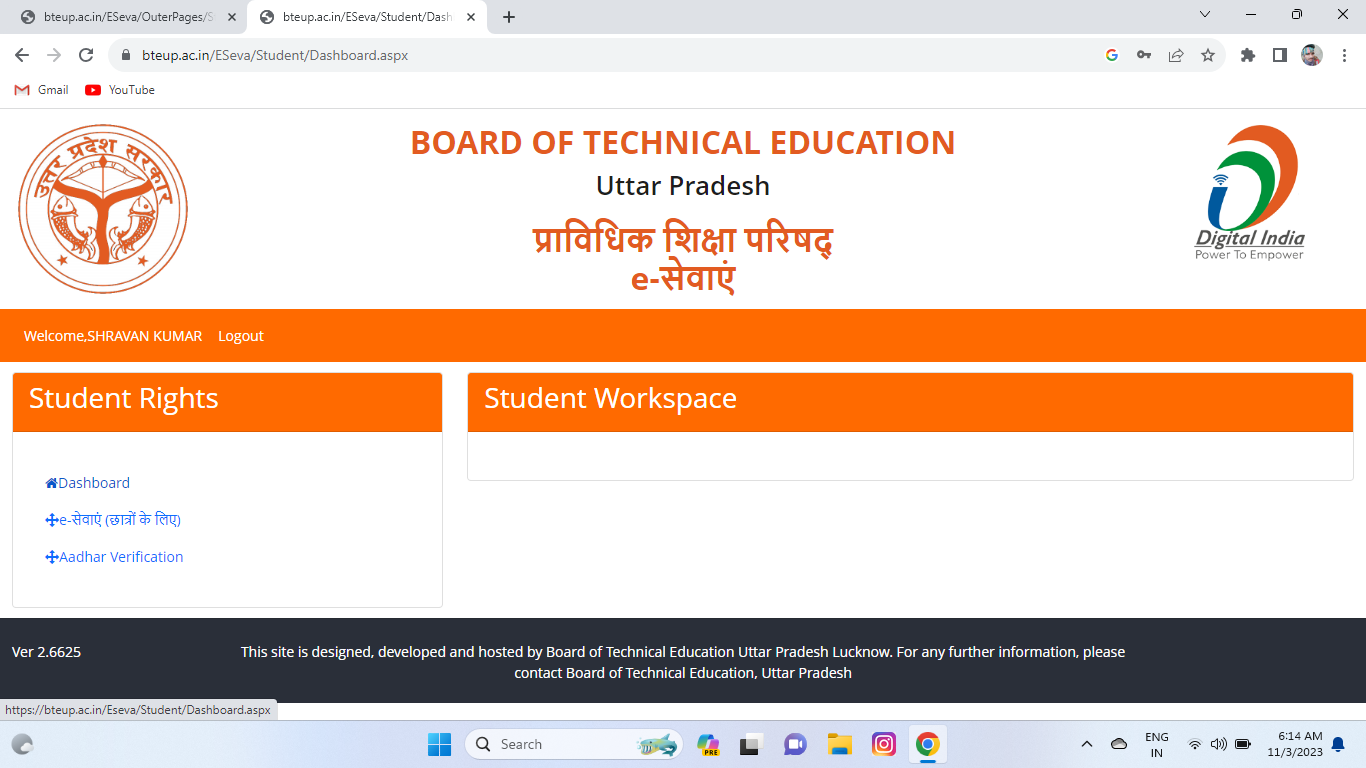 bteup.ac.in/ESeva/OuterPages/S
bteup.ac.in/ESeva/Student/Dash
bteup.ac.in/ESeva/Student/Dashboard.aspx
Gmail
YouTube
उत्तर प्रदेश सरकार
BOARD OF TECHNICAL EDUCATION
Uttar Pradesh
प्राविधिक शिक्षा परिषद्
e-सेवाएं
Digital India
Power To Empower
Welcome,SHRAVAN KUMAR Logout
Student Rights
Student Workspace
Dashboard
e-सेवाएं (छात्रों के लिए)
Aadhar Verification
Ver 2.6625
This site is designed, developed and hosted by Board of Technical Education Uttar Pradesh Lucknow. For any further information, please
contact Board of Technical Education, Uttar Pradesh
https://bteup.ac.in/Eseva/Student/Dashboard.aspx
Search
PRE
ENG
IN
6:14 AM
11/3/2023